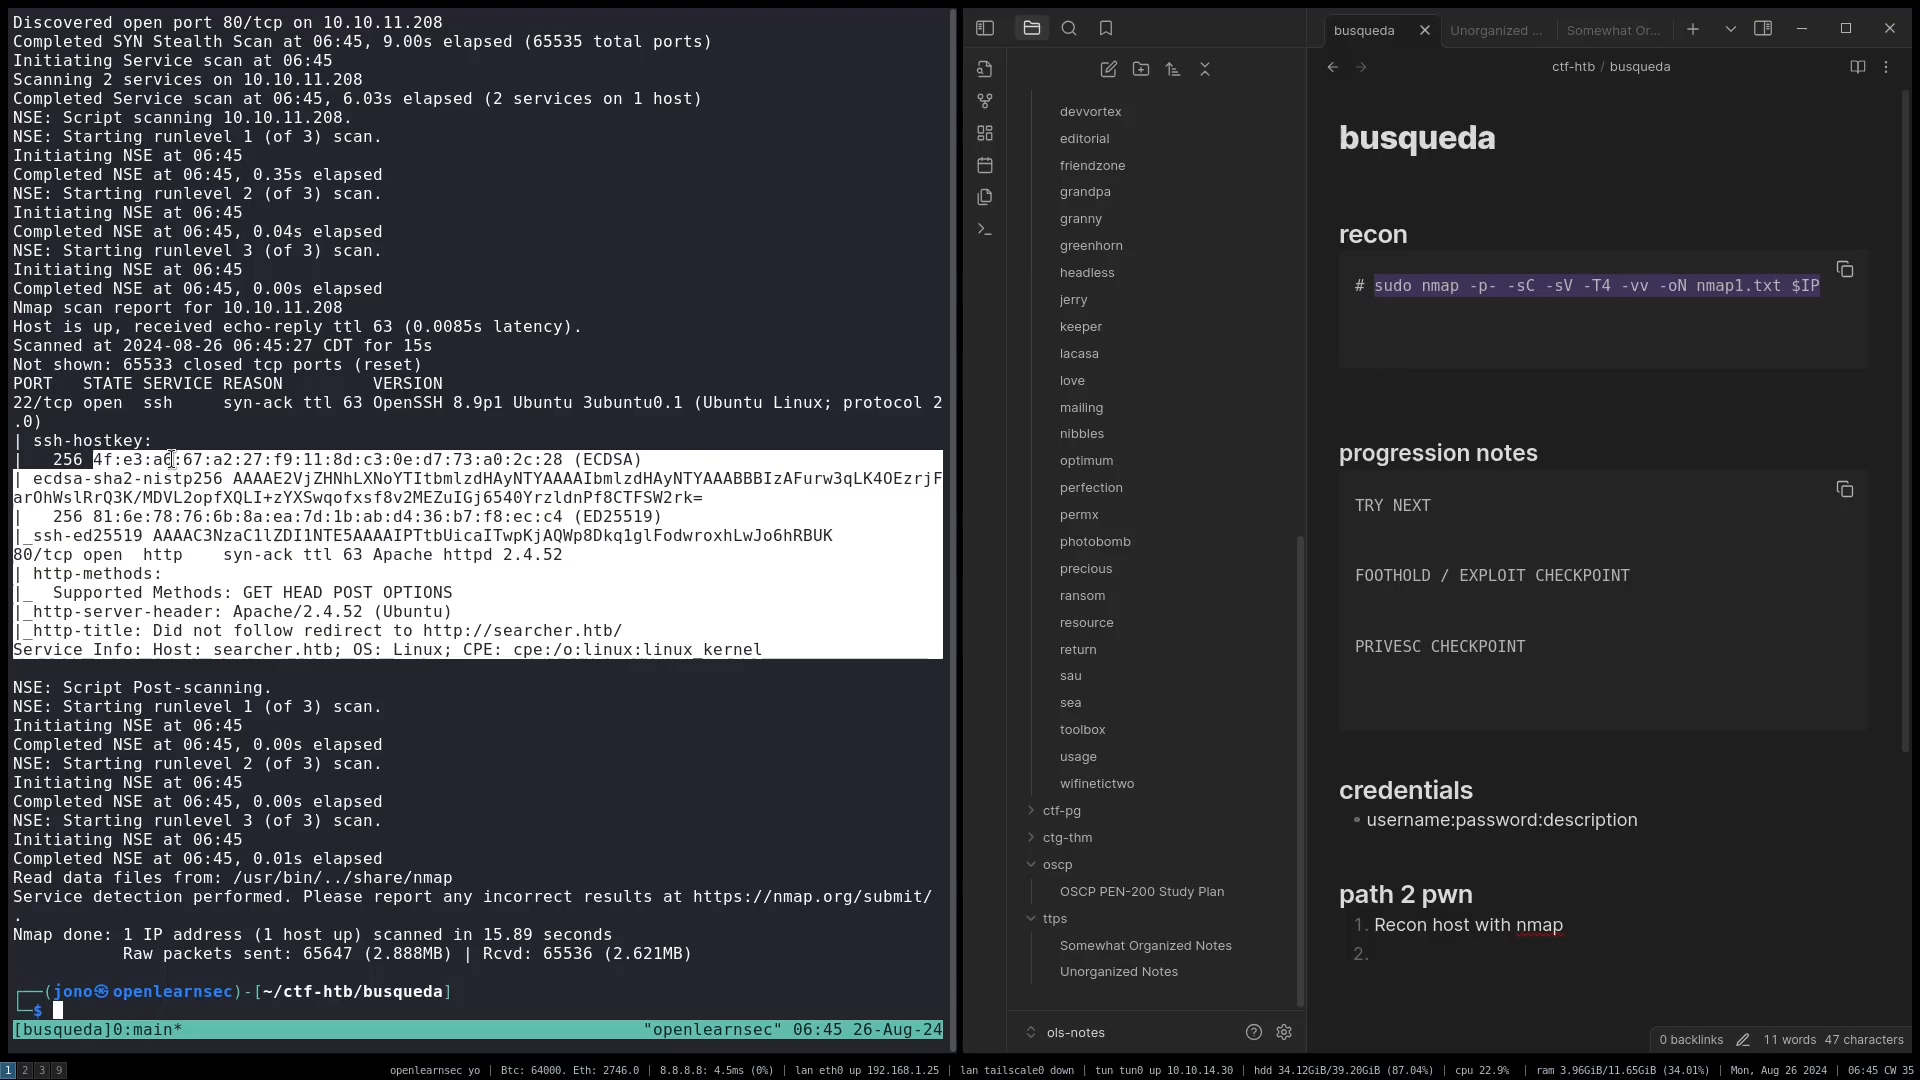 Discovered open port 80/tcp on 10.10.11.208
Completed SYN Stealth Scan at 06:45, 9.00s elapsed (65535 total ports)
Initiating Service scan at 06:45
Scanning 2 services on 10.10.11.208
Completed Service scan at 06:45, 6.03s elapsed (2 services on 1 host)
NSE: Script scanning 10.10.11.208.
NSE: Starting runlevel 1 (of 3) scan.
Initiating NSE at 06:45
Completed NSE at 06:45, 0.35s elapsed
NSE: Starting runlevel 2 (of 3) scan.
Initiating NSE at 06:45
Completed NSE at 06:45, 0.04s elapsed
NSE: Starting runlevel 3 (of 3) scan.
Initiating NSE at 06:45
Completed NSE at 06:45, 0.00s elapsed
Nmap scan report for 10.10.11.208
Host is up, received echo-reply ttl 63 (0.0085s latency).
Scanned at 2024-08-26 06:45:27 CDT for 15s
Not shown: 65533 closed tcp ports (reset)
PORT   STATE SERVICE REASON         VERSION
22/tcp open  ssh     syn-ack ttl 63 OpenSSH 8.9p1 Ubuntu 3ubuntu0.1 (Ubuntu Linux; protocol 2
.0)
| ssh-hostkey:
|   256 4f:e3:a6:67:a2:27:f9:11:8d:c3:0e:d7:73:a0:2c:28 (ECDSA)
| ecdsa-sha2-nistp256 AAAAE2VjZHNhLXNoYTItbmlzdHAyNTYAAAAIbmlzdHAyNTYAAABBBIzAFurw3qLK4OEzrjF
arOhWslRrQ3K/MDVL2opfXQLI+zYXSwqofxsf8v2MEZuIGj6540YrzldnPf8CTFSW2rk=
|   256 81:6e:78:76:6b:8a:ea:7d:1b:ab:d4:36:b7:f8:ec:c4 (ED25519)
|_ssh-ed25519 AAAAC3NzaC1lZDI1NTE5AAAAIPTtbUicaITwpKjAQWp8Dkq1glFodwroxhLwJo6hRBUK
80/tcp open  http    syn-ack ttl 63 Apache httpd 2.4.52
| http-methods:
|_  Supported Methods: GET HEAD POST OPTIONS
|_http-server-header: Apache/2.4.52 (Ubuntu)
|_http-title: Did not follow redirect to http://searcher.htb/
Service Info: Host: searcher.htb; OS: Linux; CPE: cpe:/o:linux:linux_kernel
NSE: Script Post-scanning.
NSE: Starting runlevel 1 (of 3) scan.
Initiating NSE at 06:45
Completed NSE at 06:45, 0.00s elapsed
NSE: Starting runlevel 2 (of 3) scan.
Initiating NSE at 06:45
Completed NSE at 06:45, 0.00s elapsed
NSE: Starting runlevel 3 (of 3) scan.
Initiating NSE at 06:45
Completed NSE at 06:45, 0.01s elapsed
Read data files from: /usr/bin/../share/nmap
Service detection performed. Please report any incorrect results at https://nmap.org/submit/
.
Nmap done: 1 IP address (1 host up) scanned in 15.89 seconds
           Raw packets sent: 65647 (2.888MB) | Rcvd: 65536 (2.621MB)
┌──(jono㉿openlearnsec)-[~/ctf-htb/busqueda]
└─$
[busqueda]0:main* "openlearnsec" 06:45 26-Aug-24
devvortex
editorial
friendzone
grandpa
granny
greenhorn
headless
jerry
keeper
lacasa
love
mailing
nibbles
optimum
perfection
permx
photobomb
precious
ransom
resource
return
sau
sea
toolbox
usage
wifinetictwo
ctf-pg
ctg-thm
oscp
OSCP PEN-200 Study Plan
ttps
Somewhat Organized Notes
Unorganized Notes
ols-notes
busqueda Unorganized ... Somewhat Or...
ctf-htb / busqueda
busqueda
recon
# sudo nmap -p- -sC -sV -T4 -vv -oN nmap1.txt $IP
progression notes
TRY NEXT
FOOTHOLD / EXPLOIT CHECKPOINT
PRIVESC CHECKPOINT
credentials
• username:password:description
path 2 pwn
1. Recon host with nmap
2.
0 backlinks 11 words 47 characters
1 2 3 9 openlearnsec yo | Btc: 64000. Eth: 2746.0 | 8.8.8.8: 4.5ms (0%) | lan eth0 up 192.168.1.25 | lan tailscale0 down | tun tun0 up 10.10.14.30 | hdd 34.12GiB/39.20GiB (87.04%) | cpu 22.9% | ram 3.96GiB/11.65GiB (34.01%) | Mon, Aug 26 2024 | 06:45 CW 35